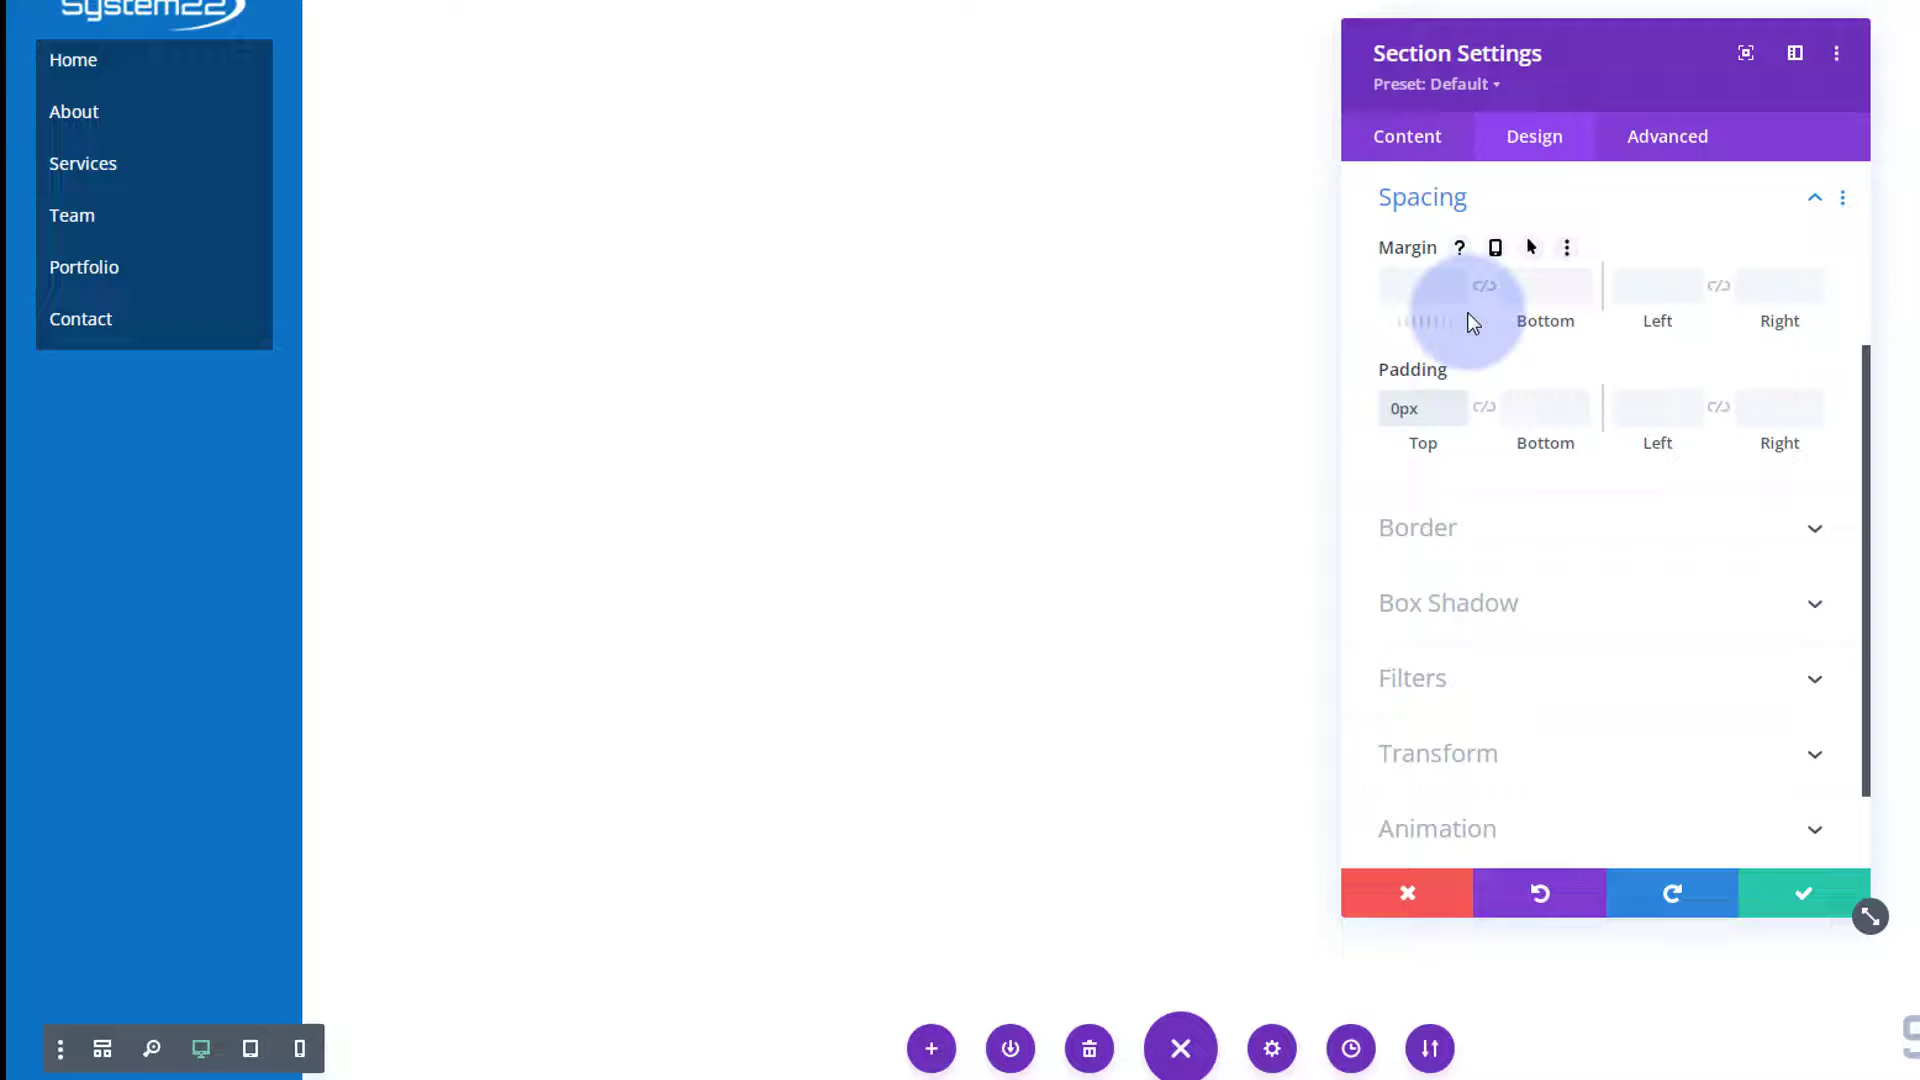 System22
Home
About
Services
Team
Portfolio
Contact
Section Settings
Preset: Default
Content Design Advanced
Spacing
Margin
Bottom Left Right
Padding
0px
Top Bottom Left Right
Border
Box Shadow
Filters
Transform
Animation